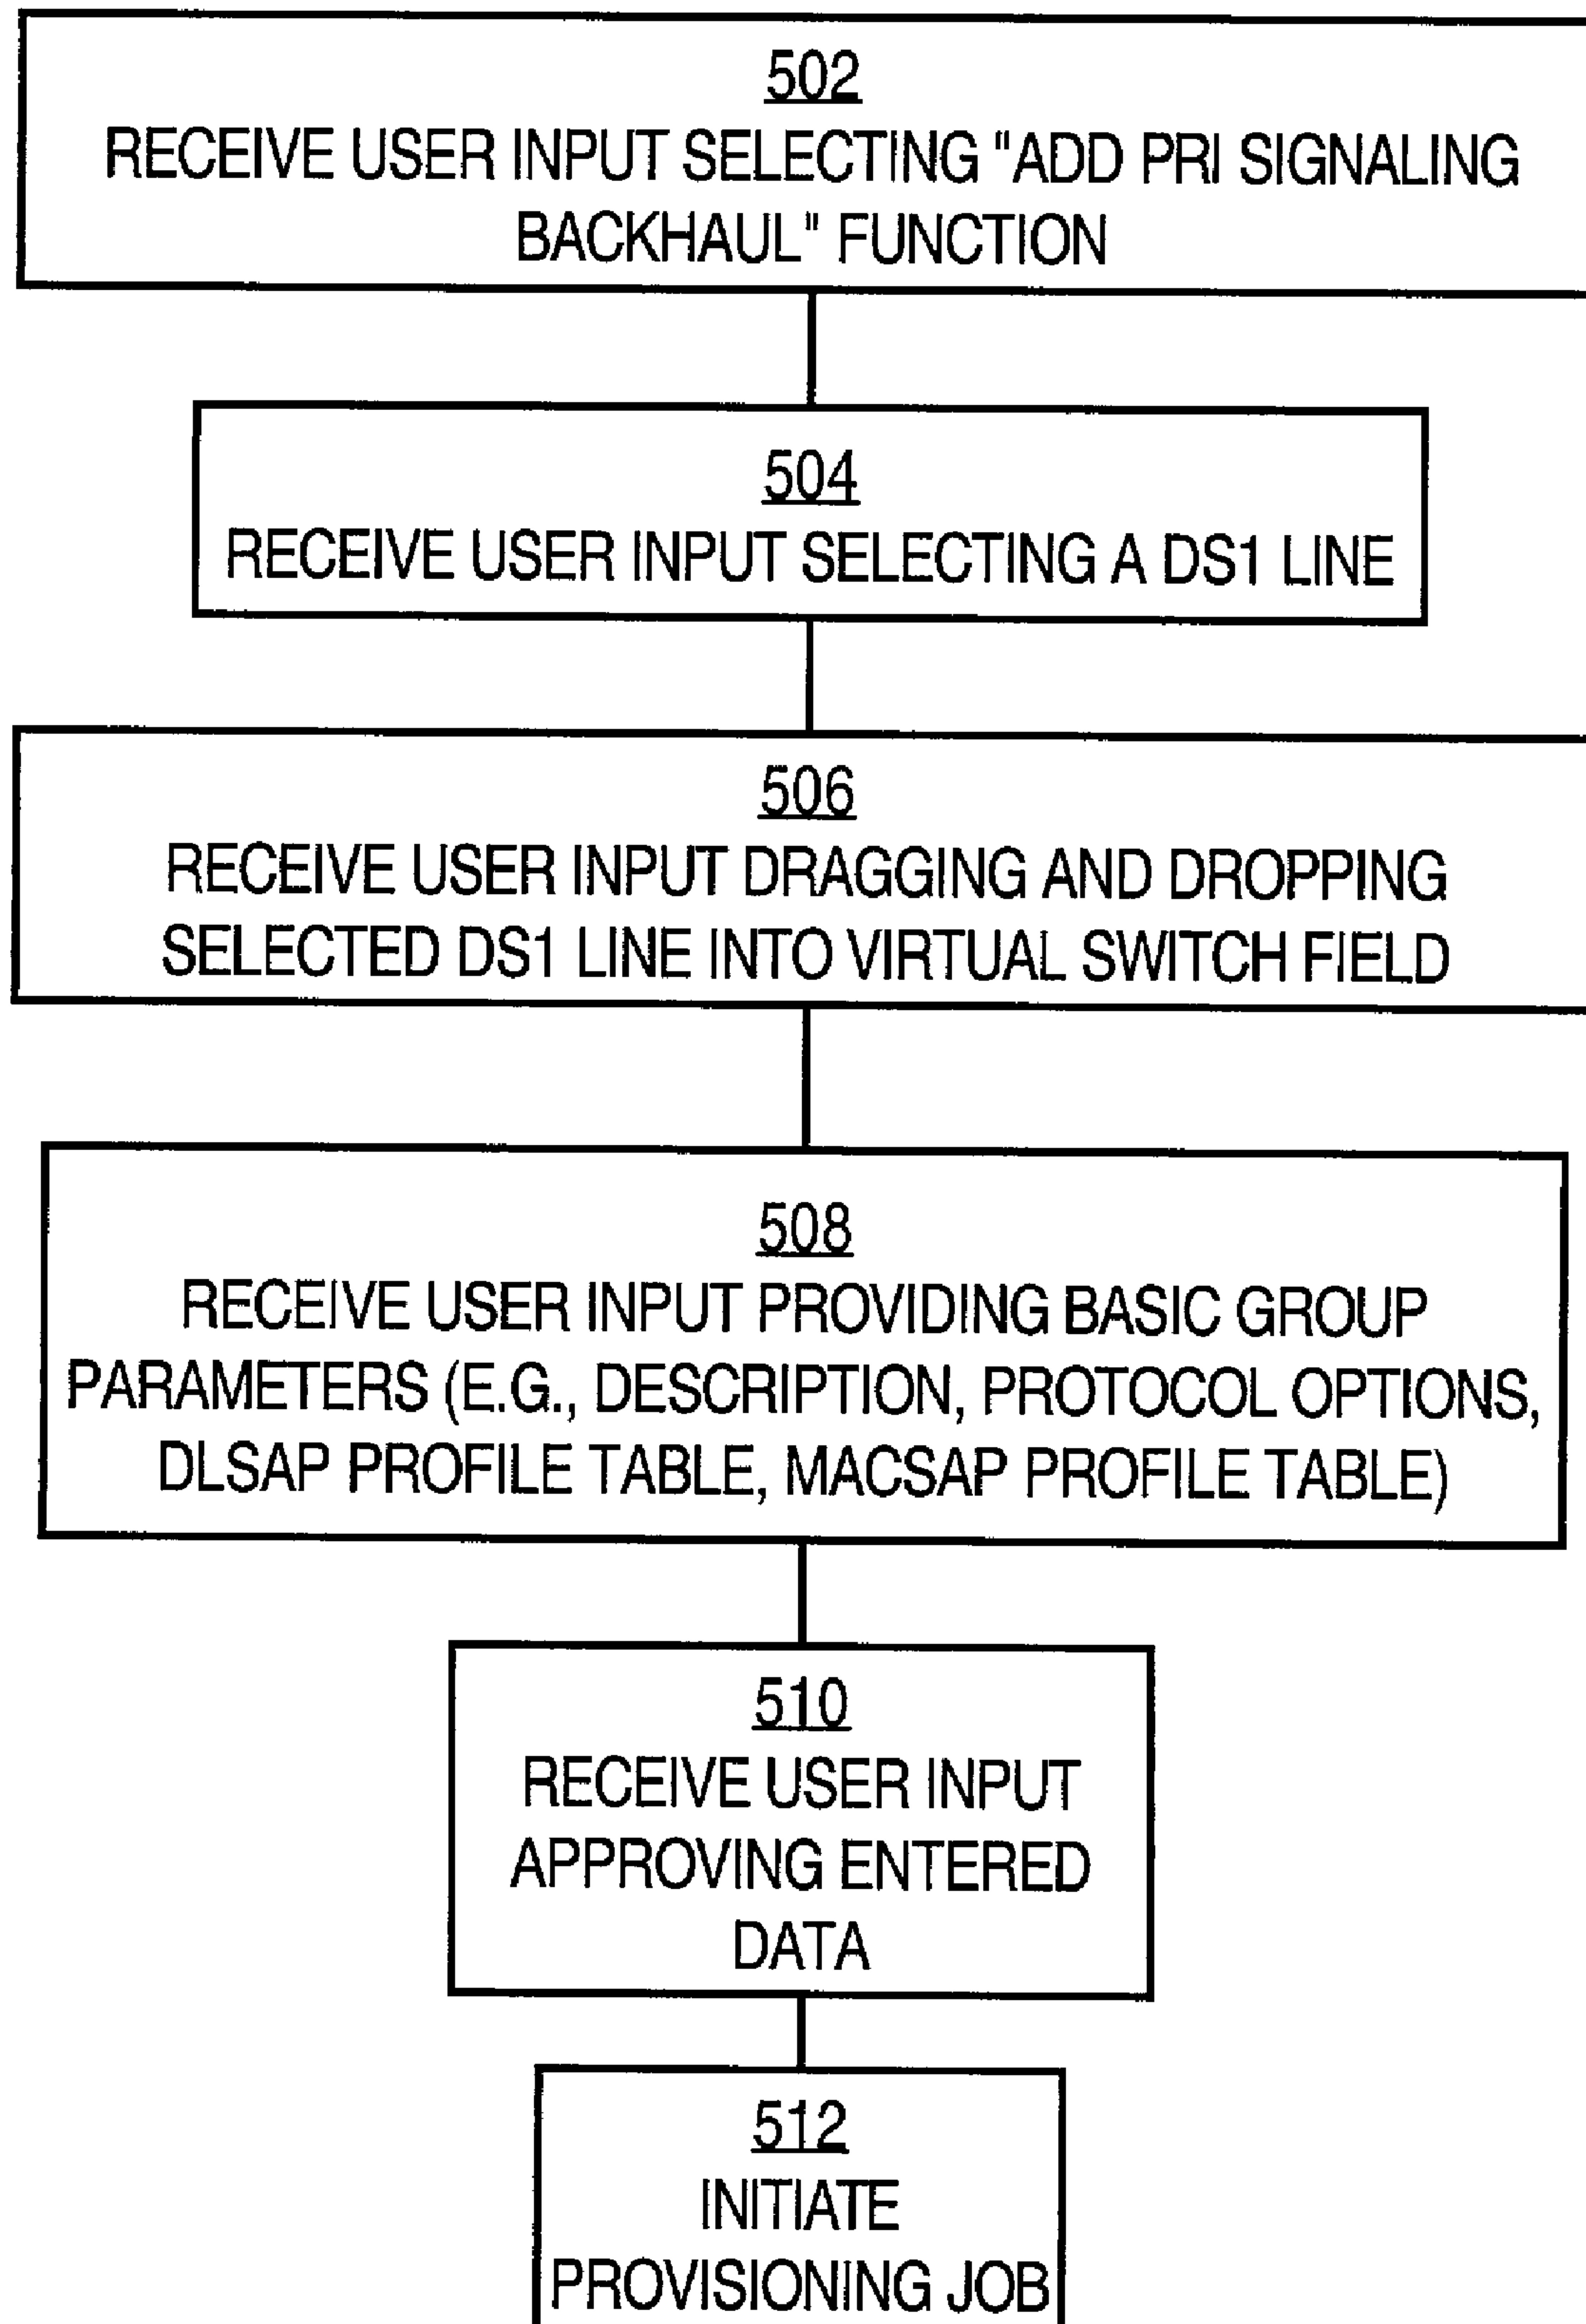 502
RECEIVE USER INPUT SELECTING "ADD PRI SIGNALING
BACKHAUL" FUNCTION
504
RECEIVE USER INPUT SELECTING A DS1 LINE
506
RECEIVE USER INPUT DRAGGING AND DROPPING
SELECTED DS1 LINE INTO VIRTUAL SWITCH FIELD
508
RECEIVE USER INPUT PROVIDING BASIC GROUP
PARAMETERS (E.G., DESCRIPTION, PROTOCOL OPTIONS,
DLSAP PROFILE TABLE, MACSAP PROFILE TABLE)
510
RECEIVE USER INPUT
APPROVING ENTERED
DATA
512
INITIATE
PROVISIONING JOB